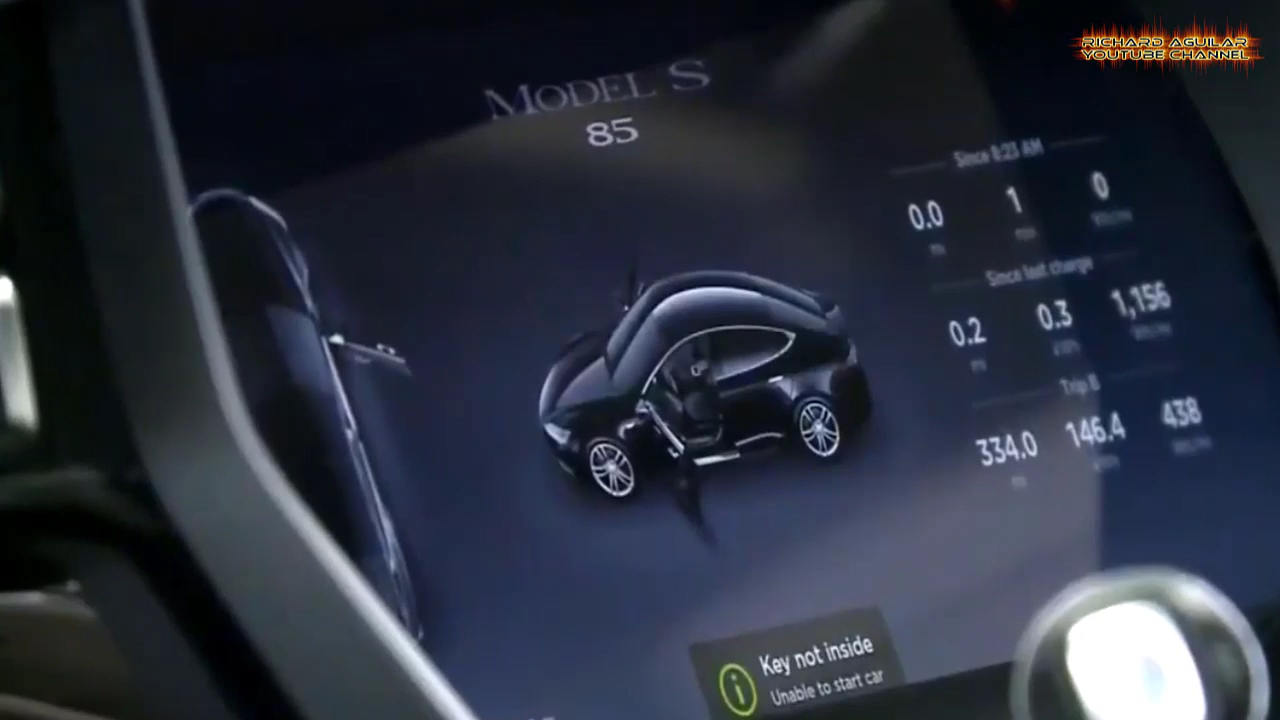 RICHARD AGUILAR
YOUTUBE CHANNEL
MODEL S
85
Since 8:23 AM
0.0 1 0
Since last charge
0.2 0.3 1,156
Trip B
334.0 146.4 438
Key not inside
Unable to start car